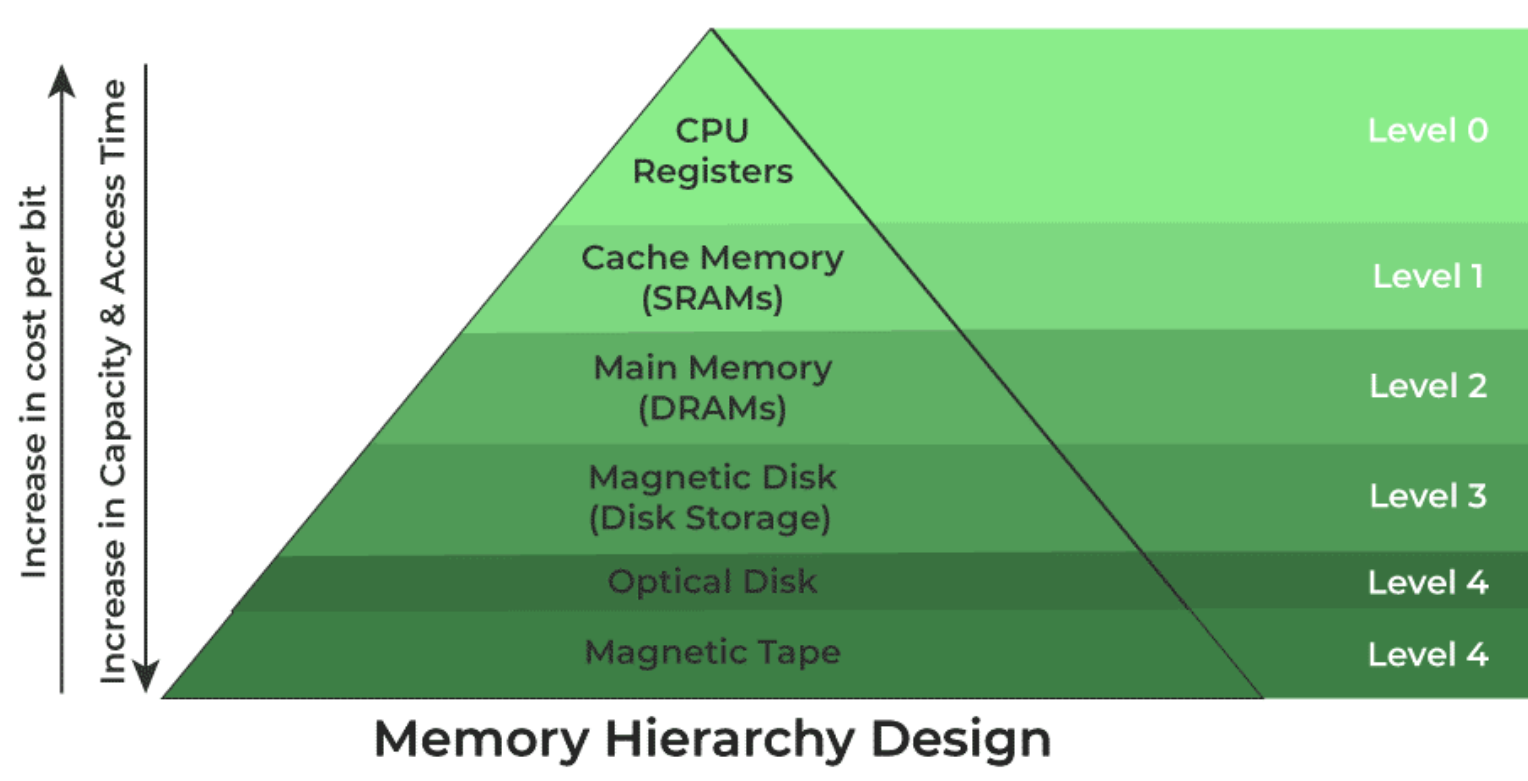 Increase in cost per bit
Increase in Capacity & Access Time
CPU
Registers
Level 0
Cache Memory
(SRAMs)
Level 1
Main Memory
(DRAMs)
Level 2
Magnetic Disk
(Disk Storage)
Level 3
Optical Disk
Level 4
Magnetic Tape
Level 4
Memory Hierarchy Design